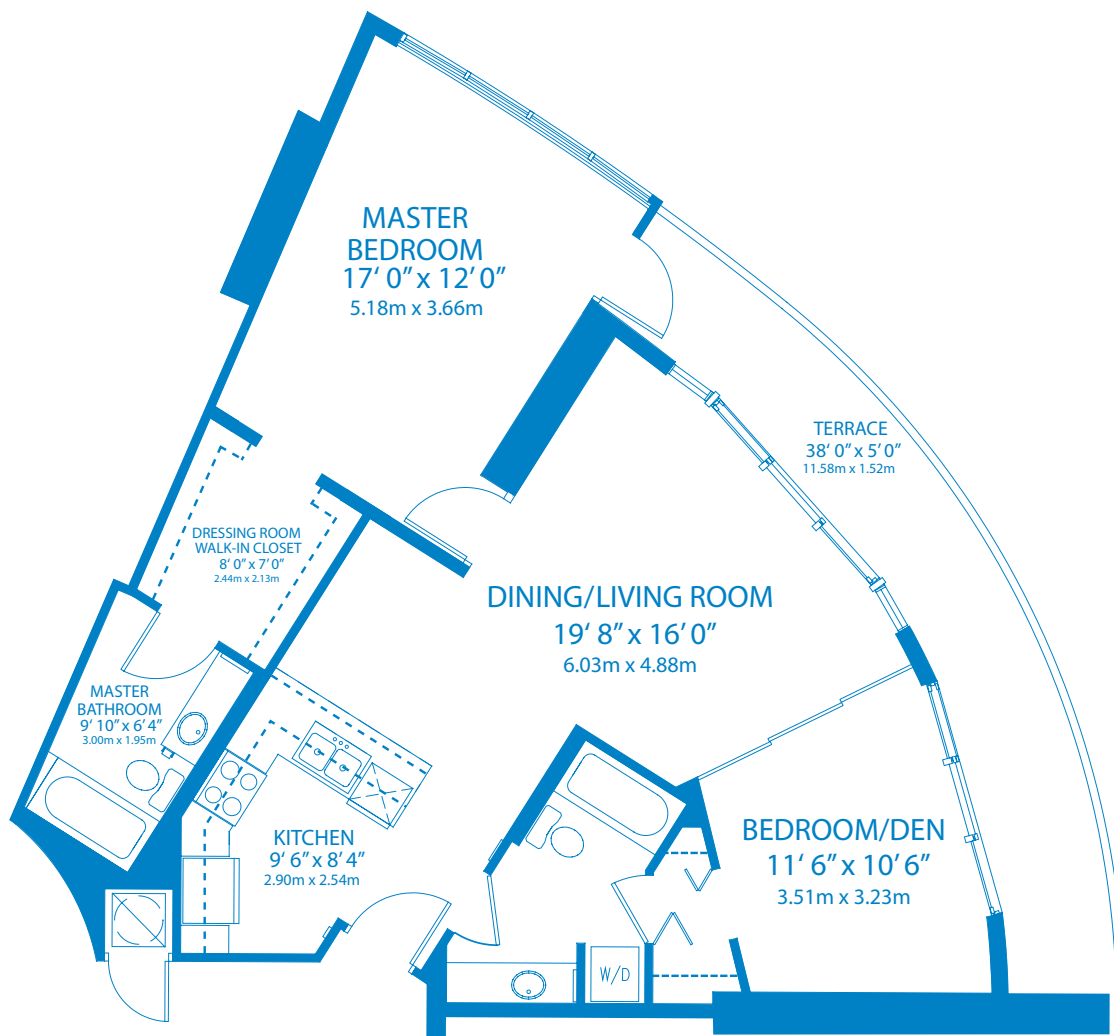 MASTER
BEDROOM
17' 0" x 12' 0"
5.18m x 3.66m
TERRACE
38' 0" x 5' 0"
11.58m x 1.52m
DRESSING ROOM
WALK-IN CLOSET
8' 0" x 7' 0"
2.44m x 2.13m
DINING/LIVING ROOM
19' 8" x 16' 0"
6.03m x 4.88m
MASTER
BATHROOM
9' 10" x 6' 4"
3.00m x 1.95m
KITCHEN
9' 6" x 8' 4"
2.90m x 2.54m
BEDROOM/DEN
11' 6" x 10' 6"
3.51m x 3.23m
W/D